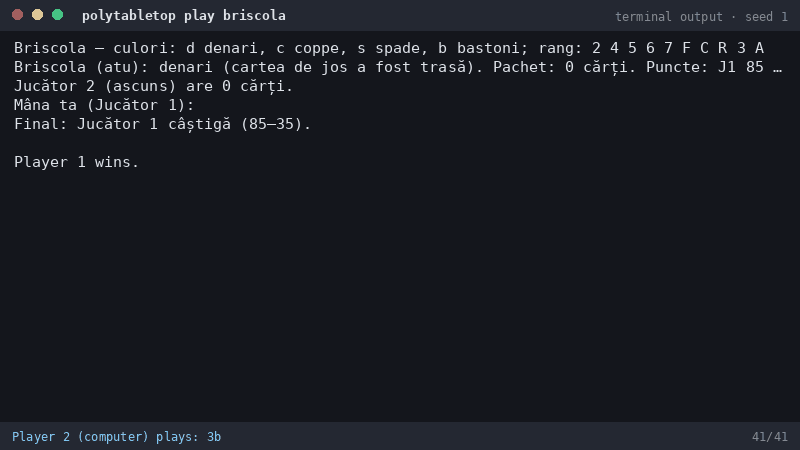 polytabletop play briscola
terminal output · seed 1
Briscola — culori: d denari, c coppe, s spade, b bastoni; rang: 2 4 5 6 7 F C R 3 A
Briscola (atu): denari (cartea de jos a fost trasă). Pachet: 0 cărți. Puncte: J1 85 …
Jucător 2 (ascuns) are 0 cărți.
Mâna ta (Jucător 1):
Final: Jucător 1 câștigă (85–35).
Player 1 wins.
Player 2 (computer) plays: 3b
41/41